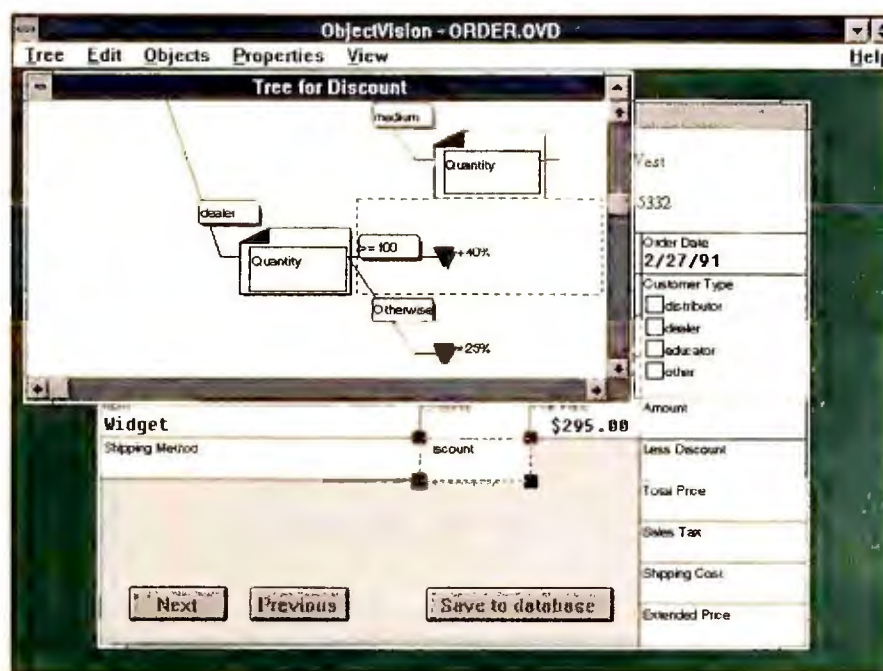 ObjectVision - ORDER.OVD
Tree Edit Objects Properties View Help
Tree for Discount
medium
Quantity
dealer
Quantity
>= 100
=+40%
Otherwise
=+25%
Vest
5332
Order Date
2/27/91
Customer Type
distributor
dealer
educator
other
Widget
$295.00
Amount
Shipping Method
iscount
Less Discount
Total Price
Sales Tax
Shipping Cost
Next Previous Save to database
Extended Price